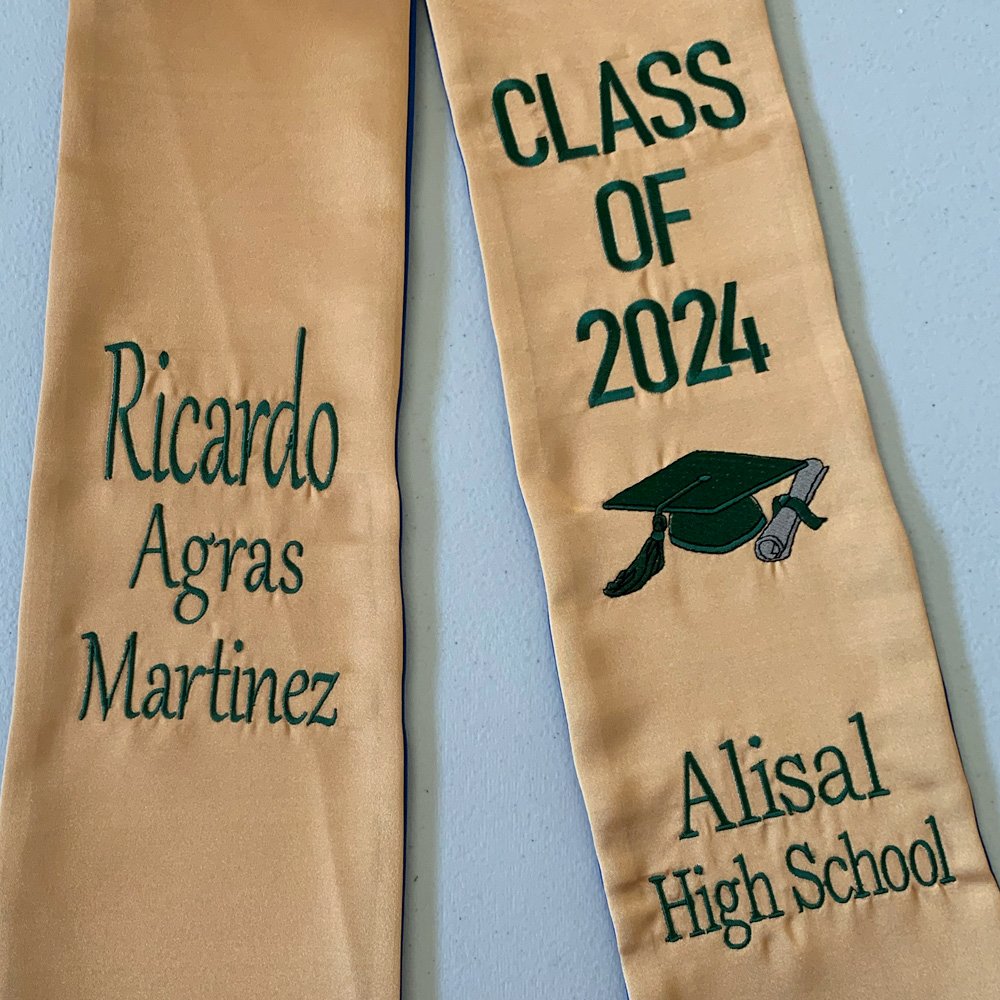 Ricardo
Agras
Martinez
CLASS
OF
2024
Alisal
High School